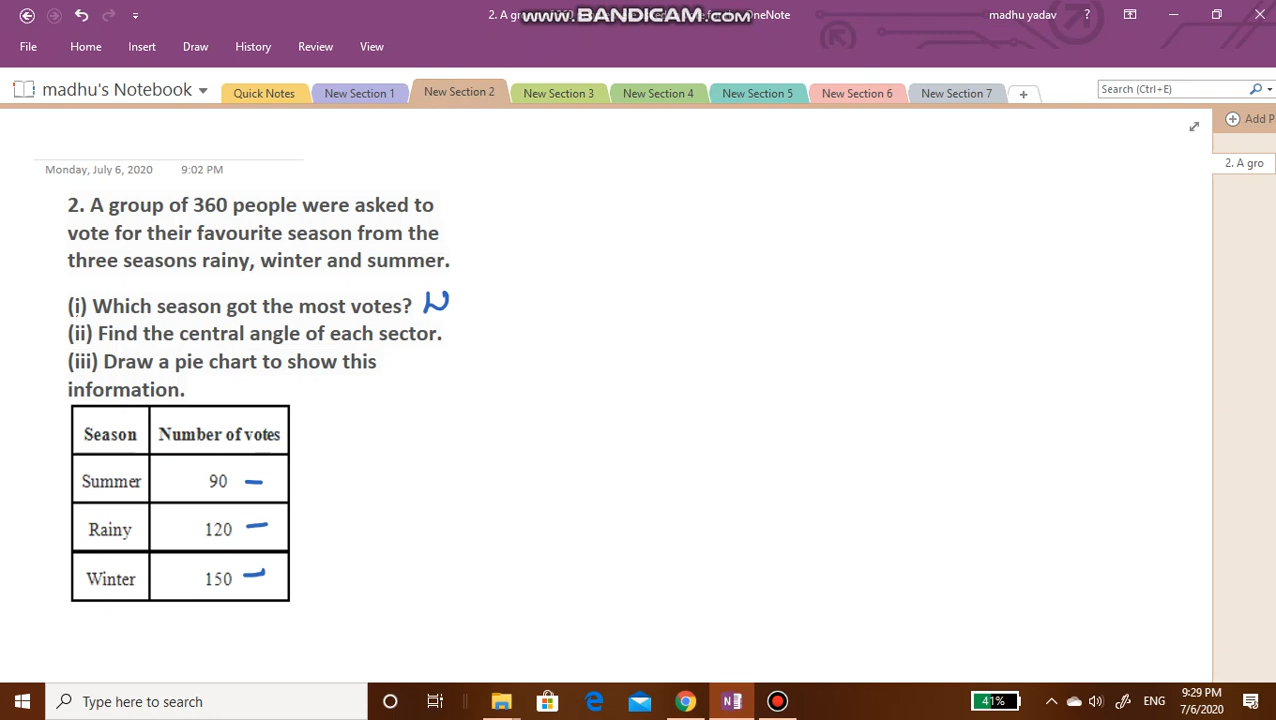 2. A gro
www.BANDICAM.com
OneNote
madhu yadav
?
File Home Insert Draw History Review View
madhu's Notebook
Quick Notes New Section 1 New Section 2 New Section 3 New Section 4 New Section 5 New Section 6 New Section 7 +
Search (Ctrl+E)
Add P
2. A gro
Monday, July 6, 2020 9:02 PM
2. A group of 360 people were asked to
vote for their favourite season from the
three seasons rainy, winter and summer.
(i) Which season got the most votes?
(ii) Find the central angle of each sector.
(iii) Draw a pie chart to show this
information.
Season Number of votes
Summer 90
Rainy 120
Winter 150
Type here to search
41%
ENG
9:29 PM
7/6/2020